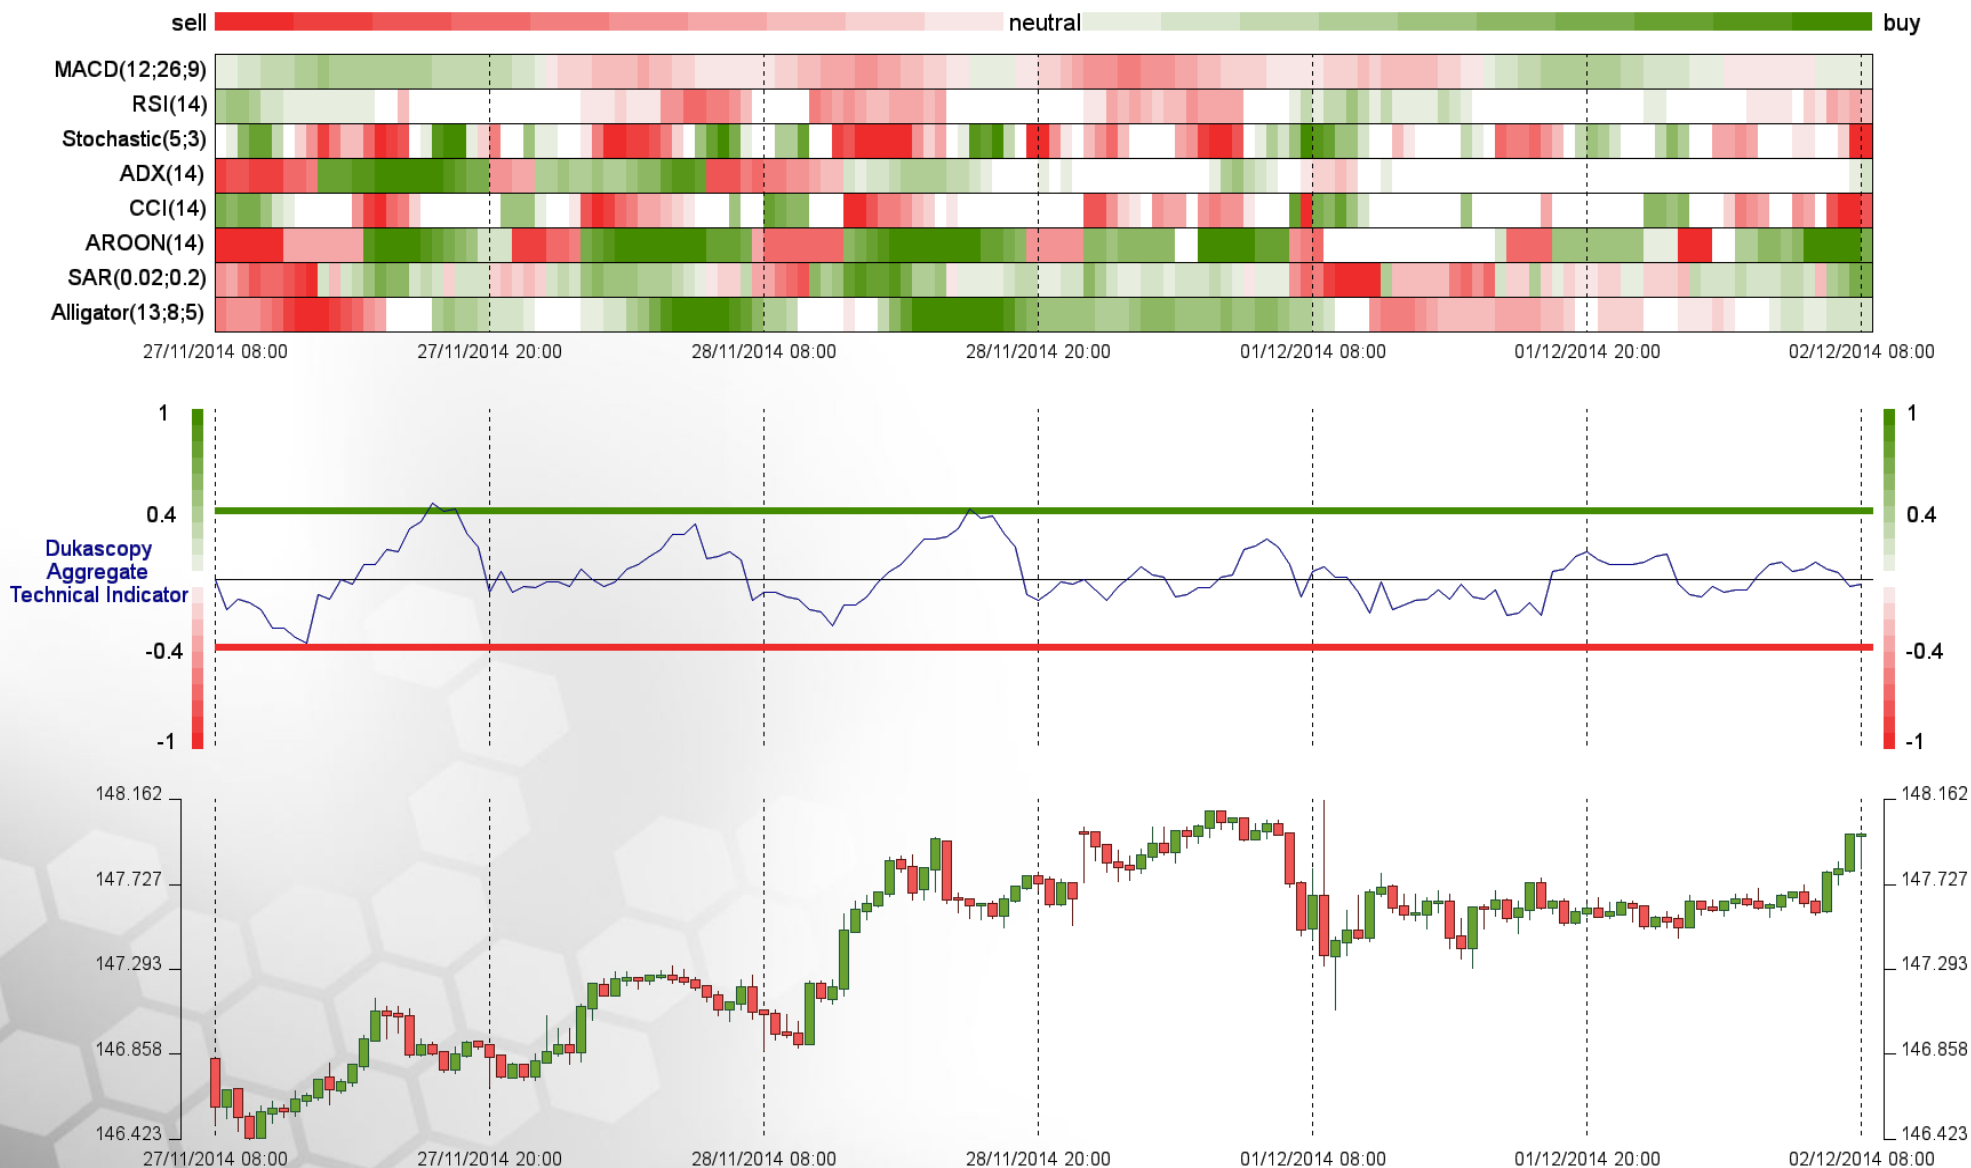 sell neutral buy
MACD(12;26;9)
RSI(14)
Stochastic(5;3)
ADX(14)
CCI(14)
AROON(14)
SAR(0.02;0.2)
Alligator(13;8;5)
27/11/2014 08:00 27/11/2014 20:00 28/11/2014 08:00 28/11/2014 20:00 01/12/2014 08:00 01/12/2014 20:00 02/12/2014 08:00
1 1
0.4 0.4
Dukascopy
Aggregate
Technical Indicator
-0.4 -0.4
-1 -1
148.162 148.162
147.727 147.727
147.293 147.293
146.858 146.858
146.423 146.423
27/11/2014 08:00 27/11/2014 20:00 28/11/2014 08:00 28/11/2014 20:00 01/12/2014 08:00 01/12/2014 20:00 02/12/2014 08:00